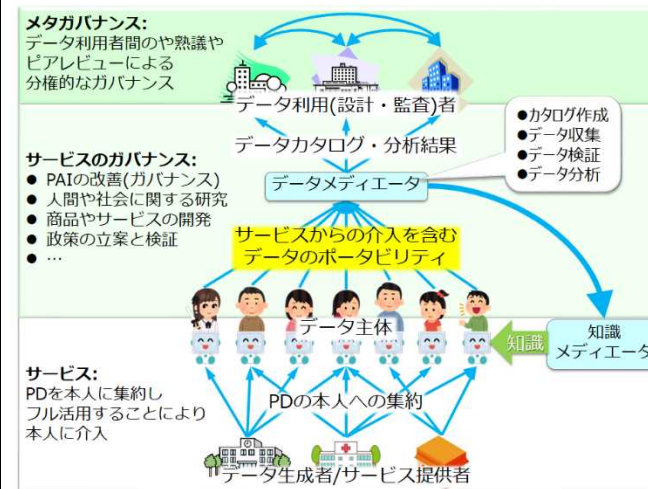 メタガバナンス:
データ利用者間のや熟議や
ピアレビューによる
分権的なガバナンス
データ利用(設計・監査)者
データカタログ・分析結果
●カタログ作成
●データ収集
●データ検証
●データ分析
サービスのガバナンス:
● PAIの改善(ガバナンス)
● 人間や社会に関する研究
● 商品やサービスの開発
● 政策の立案と検証
● …
データメディエータ
サービスからの介入を含む
データのポータビリティ
データ主体
知識
知識
メディエータ
サービス:
PDを本人に集約し
フル活用することにより
本人に介入
PDの本人への集約
データ生成者/サービス提供者